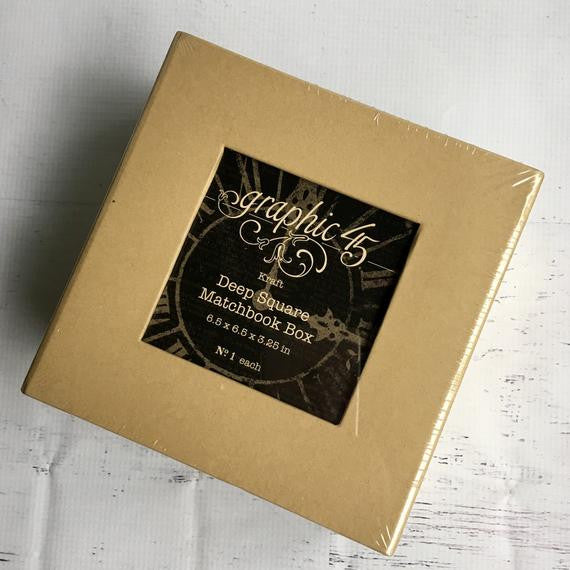 graphic 45
Kraft
Deep Square
Matchbook Box
6.5 x 6.5 x 3.25 in
Nº 1 each